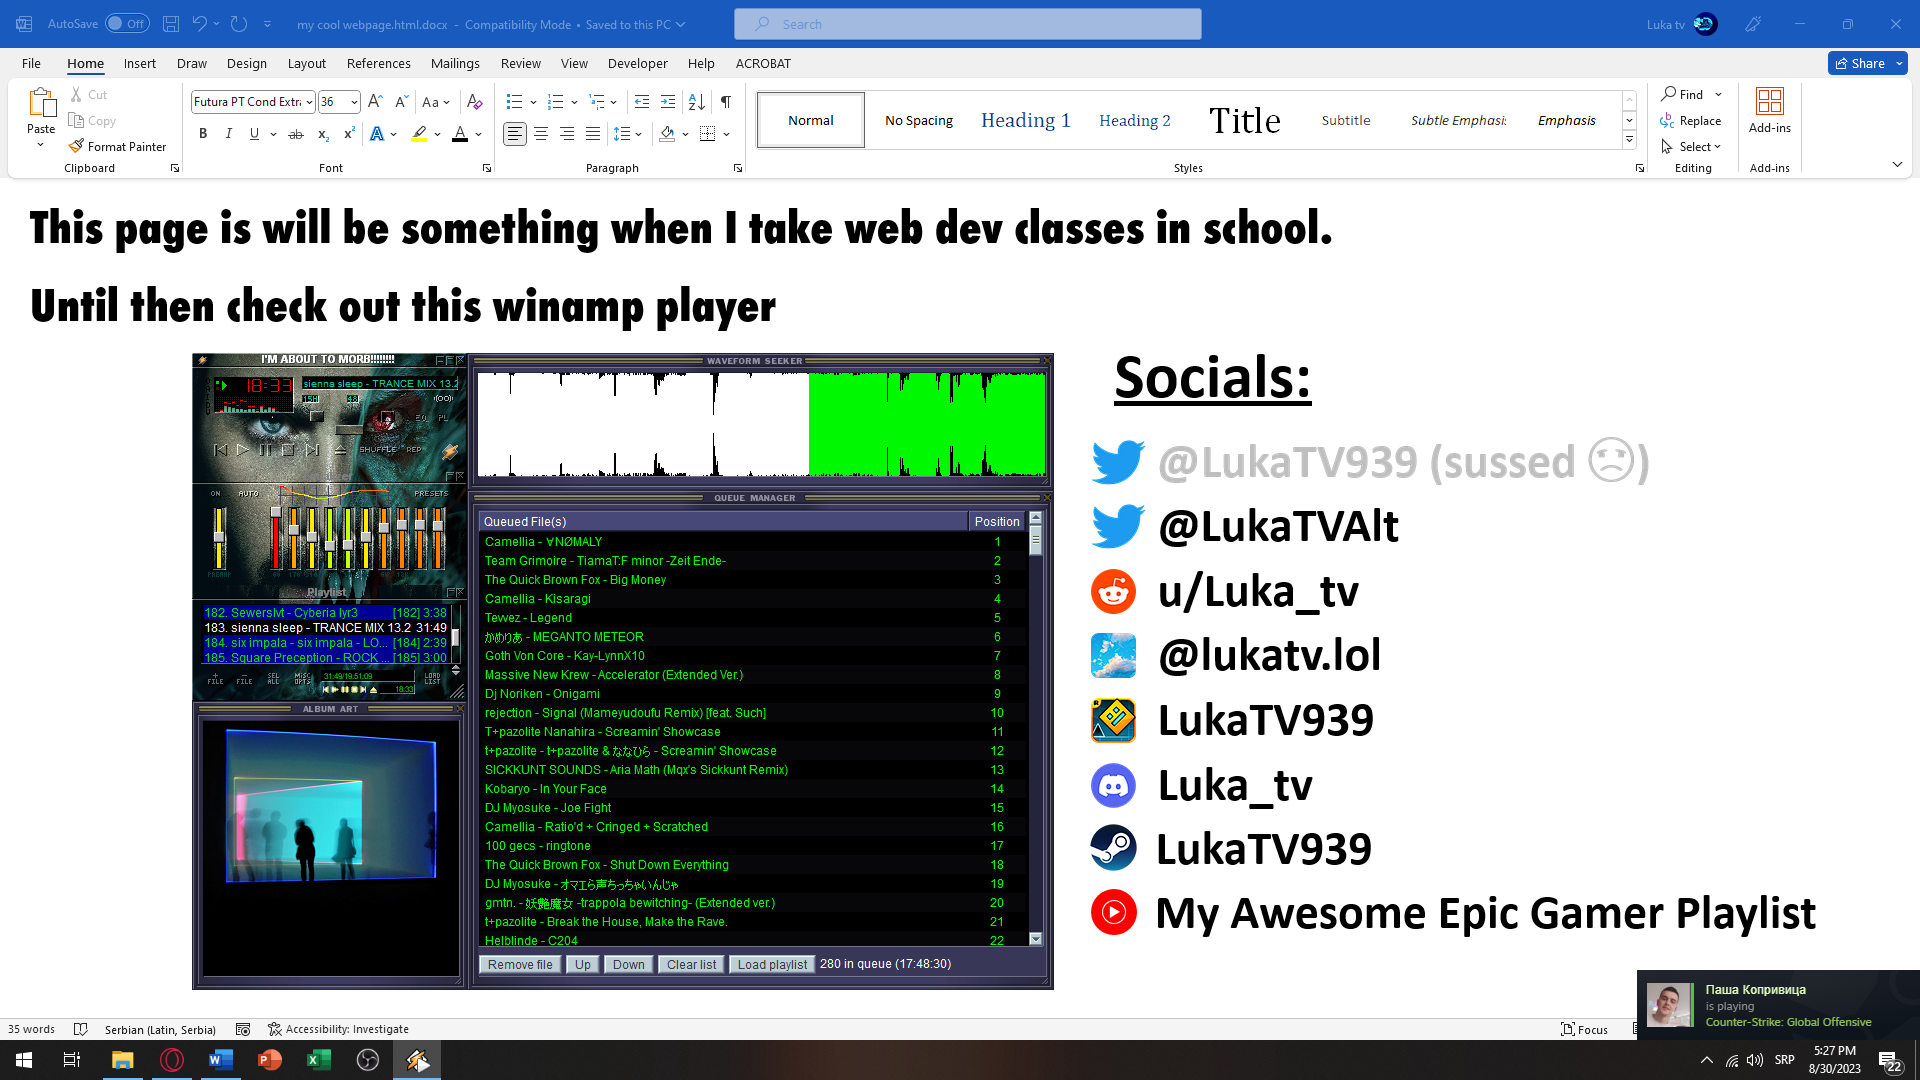 AutoSave Off my cool webpage.html.docx - Compatibility Mode • Saved to this PC Search Luka tv
File Home Insert Draw Design Layout References Mailings Review View Developer Help ACROBAT Share
Paste Cut Copy Format Painter Clipboard
Futura PT Cond Extra 36 Aa Font
Paragraph
Normal No Spacing Heading 1 Heading 2 Title Subtitle Subtle Emphasis Emphasis Styles
Find Replace Select Editing
Add-ins Add-ins
This page is will be something when I take web dev classes in school.
Until then check out this winamp player
I'M ABOUT TO MORB!!!!!!!!
18:33 sienna sleep - TRANCE MIX 13.2
SHUFFLE REP
ON AUTO PRESETS
Playlist
182. Sewerslvt - Cyberia lyr3 [182] 3:38
183. sienna sleep - TRANCE MIX 13.2 31:49
184. six impala - six impala - LO... [184] 2:39
185. Square Preception - ROCK ... [185] 3:00
+ FILE - FILE SEL ALL MISC OPTS 31:49/19:51:09 18:33 LOAD LIST
ALBUM ART
WAVEFORM SEEKER
QUEUE MANAGER
Queued File(s) Position
Camellia - ∀NØMALY 1
Team Grimoire - TiamaT:F minor -Zeit Ende- 2
The Quick Brown Fox - Big Money 3
Camellia - Kisaragi 4
Tevvez - Legend 5
かめりあ - MEGANTO METEOR 6
Goth Von Core - Kay-LynnX10 7
Massive New Krew - Accelerator (Extended Ver.) 8
Dj Noriken - Onigami 9
rejection - Signal (Mameyudoufu Remix) [feat. Such] 10
T+pazolite Nanahira - Screamin' Showcase 11
t+pazolite - t+pazolite & ななひら - Screamin' Showcase 12
SICKKUNT SOUNDS - Aria Math (Mqx's Sickkunt Remix) 13
Kobaryo - In Your Face 14
DJ Myosuke - Joe Fight 15
Camellia - Ratio'd + Cringed + Scratched 16
100 gecs - ringtone 17
The Quick Brown Fox - Shut Down Everything 18
DJ Myosuke - オマエら声ちっちゃいんじゃ 19
gmtn. - 妖艶魔女 -trappola bewitching- (Extended ver.) 20
t+pazolite - Break the House, Make the Rave. 21
Helblinde - C204 22
Remove file Up Down Clear list Load playlist 280 in queue (17:48:30)
Socials:
@LukaTV939 (sussed ☹)
@LukaTVAlt
u/Luka_tv
@lukatv.lol
LukaTV939
Luka_tv
LukaTV939
My Awesome Epic Gamer Playlist
Паша Копривица
is playing
Counter-Strike: Global Offensive
35 words Serbian (Latin, Serbia) Accessibility: Investigate Focus
SRP 5:27 PM
8/30/2023 22